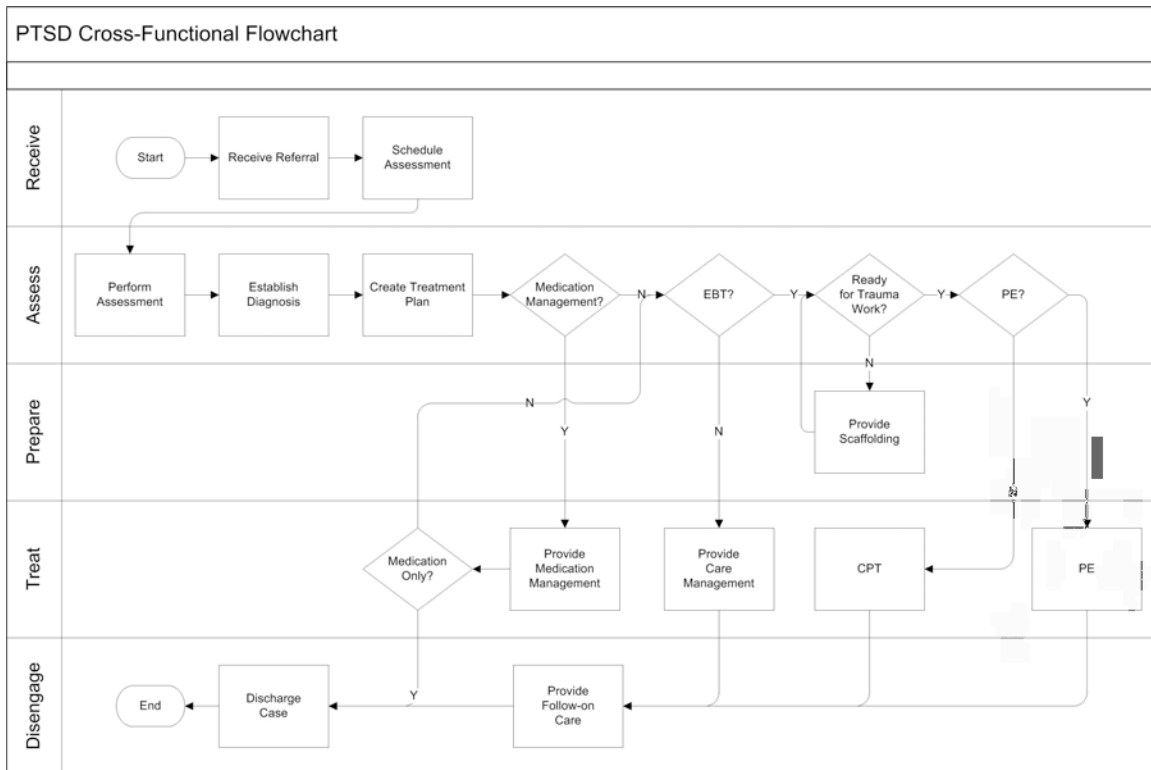 PTSD Cross-Functional Flowchart
Receive
Start
Receive Referral
Schedule
Assessment
Assess
Perform
Assessment
Establish
Diagnosis
Create Treatment
Plan
Medication
Management?
N
EBT?
Y
Ready
for Trauma
Work?
Y
PE?
N
Prepare
N
Y
N
Provide
Scaffolding
Y
Treat
Medication
Only?
Provide
Medication
Management
Provide
Care
Management
CPT
PE
Disengage
End
Discharge
Case
Y
Provide
Follow-on
Care